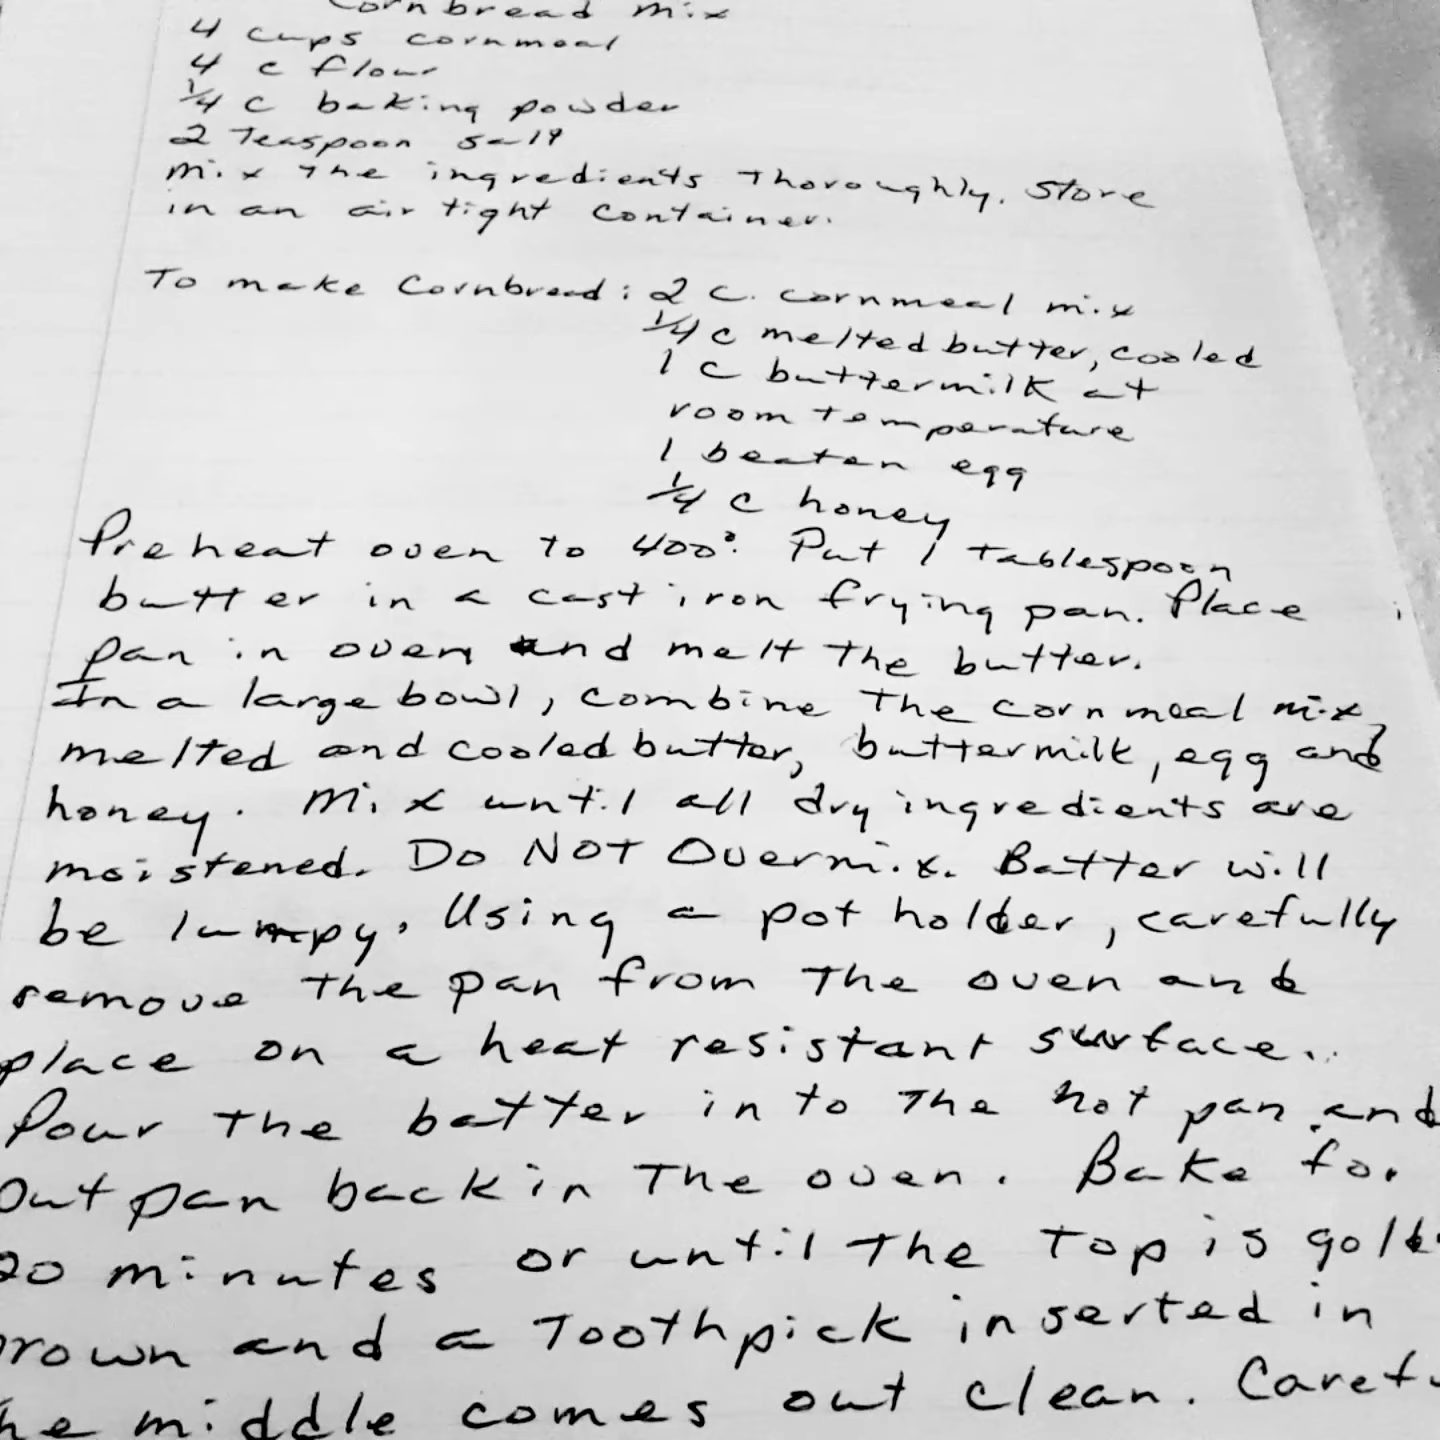 Cornbread mix
4 cups cornmeal
4 c flour
1/4 c baking powder
2 Teaspoon salt
mix the ingredients Thoroughly. Store
in an air tight container.
To make Cornbread: 2 c. cornmeal mix
1/4 c melted butter, cooled
1 c buttermilk at
room temperature
1 beaten egg
1/4 c honey
Preheat oven to 400°. Put 1 Tablespoon
butter in a cast iron frying pan. Place
pan in oven and melt the butter.
In a large bowl, combine the cornmeal mix,
melted and cooled butter, buttermilk, egg and
honey. Mix until all dry ingredients are
moistened. Do NOT Overmix. Batter will
be lumpy. Using a pot holder, carefully
remove the pan from the oven and
place on a heat resistant surface.
Pour the batter in to the hot pan and
put pan back in The oven. Bake for
20 minutes or until the top is gold
rown and a Toothpick inserted in
he middle comes out clean. Caref